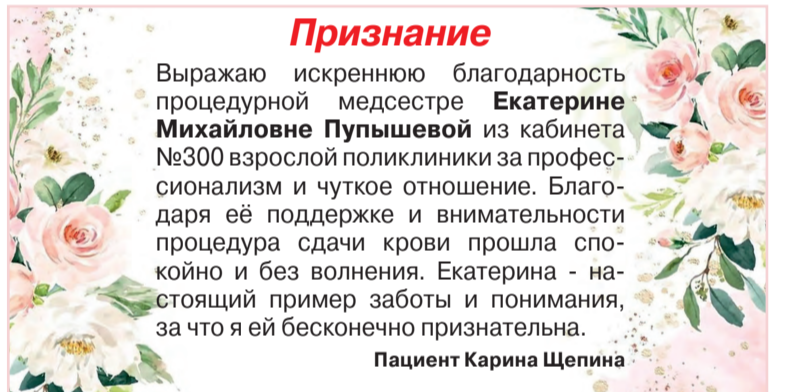 Признание
Выражаю искреннюю благодарность
процедурной медсестре Екатерине
Михайловне Пупышевой из кабинета
№300 взрослой поликлиники за профес-
сионализм и чуткое отношение. Благо-
даря её поддержке и внимательности
процедура сдачи крови прошла спо-
койно и без волнения. Екатерина - на-
стоящий пример заботы и понимания,
за что я ей бесконечно признательна.
Пациент Карина Щепина